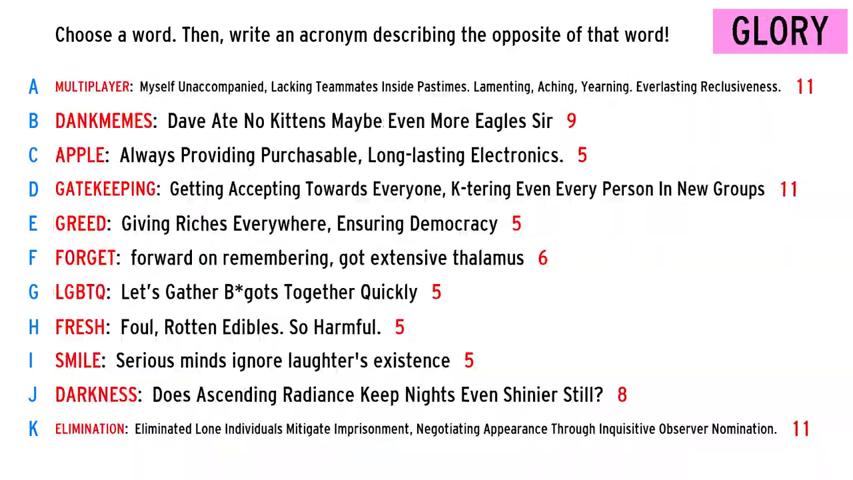 Choose a word. Then, write an acronym describing the opposite of that word!
GLORY
A MULTIPLAYER: Myself Unaccompanied, Lacking Teammates Inside Pastimes. Lamenting, Aching, Yearning. Everlasting Reclusiveness. 11
B DANKMEMES: Dave Ate No Kittens Maybe Even More Eagles Sir 9
C APPLE: Always Providing Purchasable, Long-lasting Electronics. 5
D GATEKEEPING: Getting Accepting Towards Everyone, K-tering Even Every Person In New Groups 11
E GREED: Giving Riches Everywhere, Ensuring Democracy 5
F FORGET: forward on remembering, got extensive thalamus 6
G LGBTQ: Let's Gather B*gots Together Quickly 5
H FRESH: Foul, Rotten Edibles. So Harmful. 5
I SMILE: Serious minds ignore laughter's existence 5
J DARKNESS: Does Ascending Radiance Keep Nights Even Shinier Still? 8
K ELIMINATION: Eliminated Lone Individuals Mitigate Imprisonment, Negotiating Appearance Through Inquisitive Observer Nomination. 11